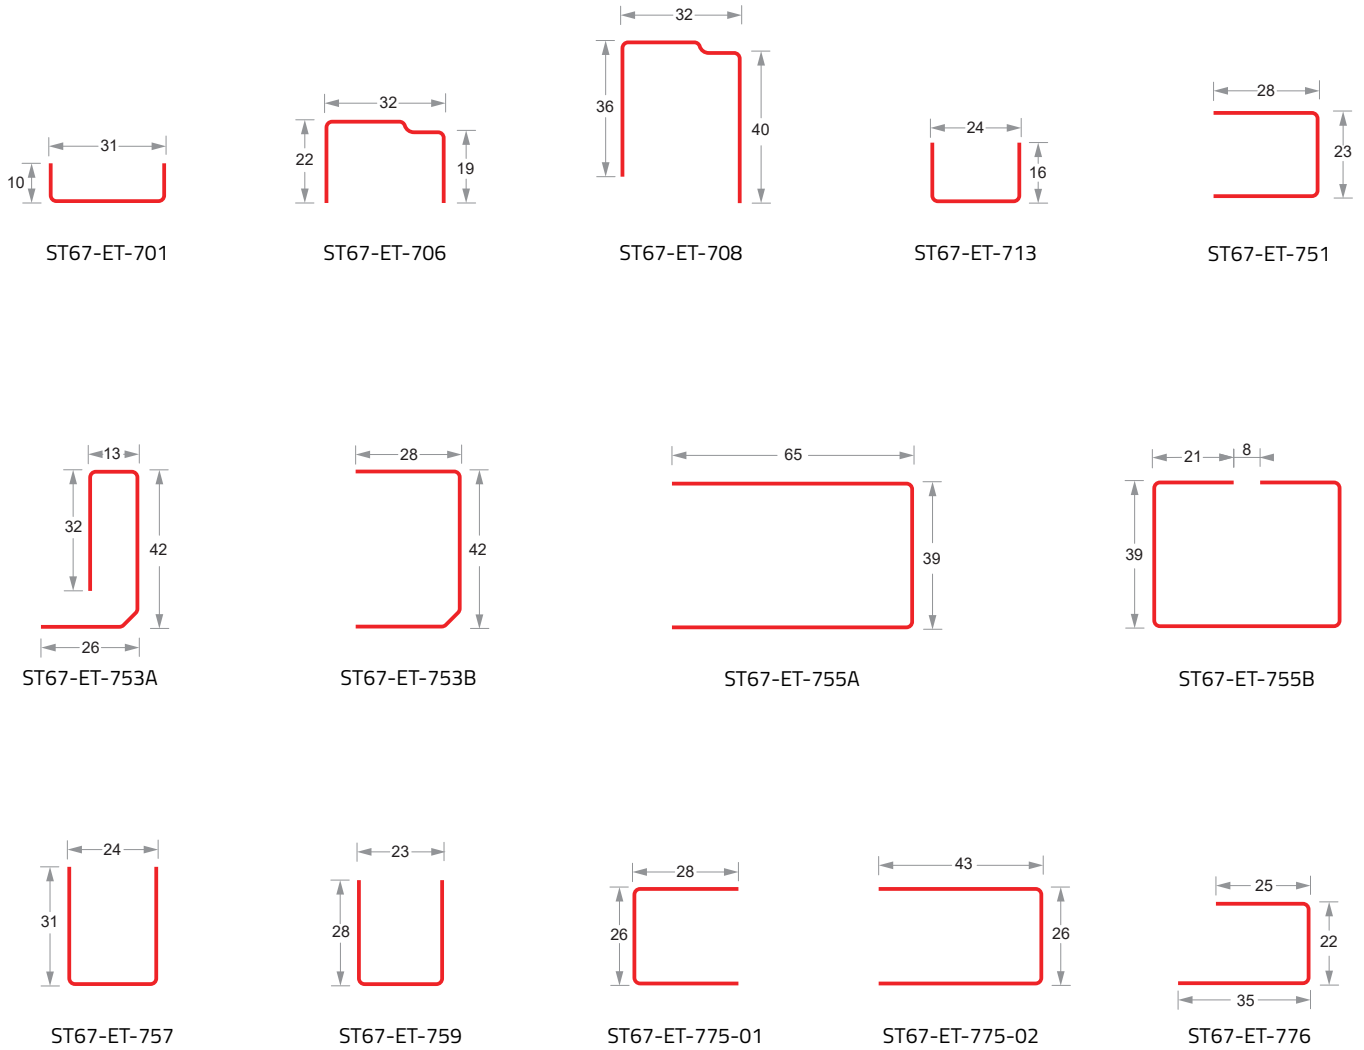 32
36
40
32
22
19
31
10
24
16
28
23
ST67-ET-701
ST67-ET-706
ST67-ET-708
ST67-ET-713
ST67-ET-751
13
32
42
26
28
42
65
39
21
8
39
ST67-ET-753A
ST67-ET-753B
ST67-ET-755A
ST67-ET-755B
24
31
23
28
28
26
43
26
25
22
35
ST67-ET-757
ST67-ET-759
ST67-ET-775-01
ST67-ET-775-02
ST67-ET-776